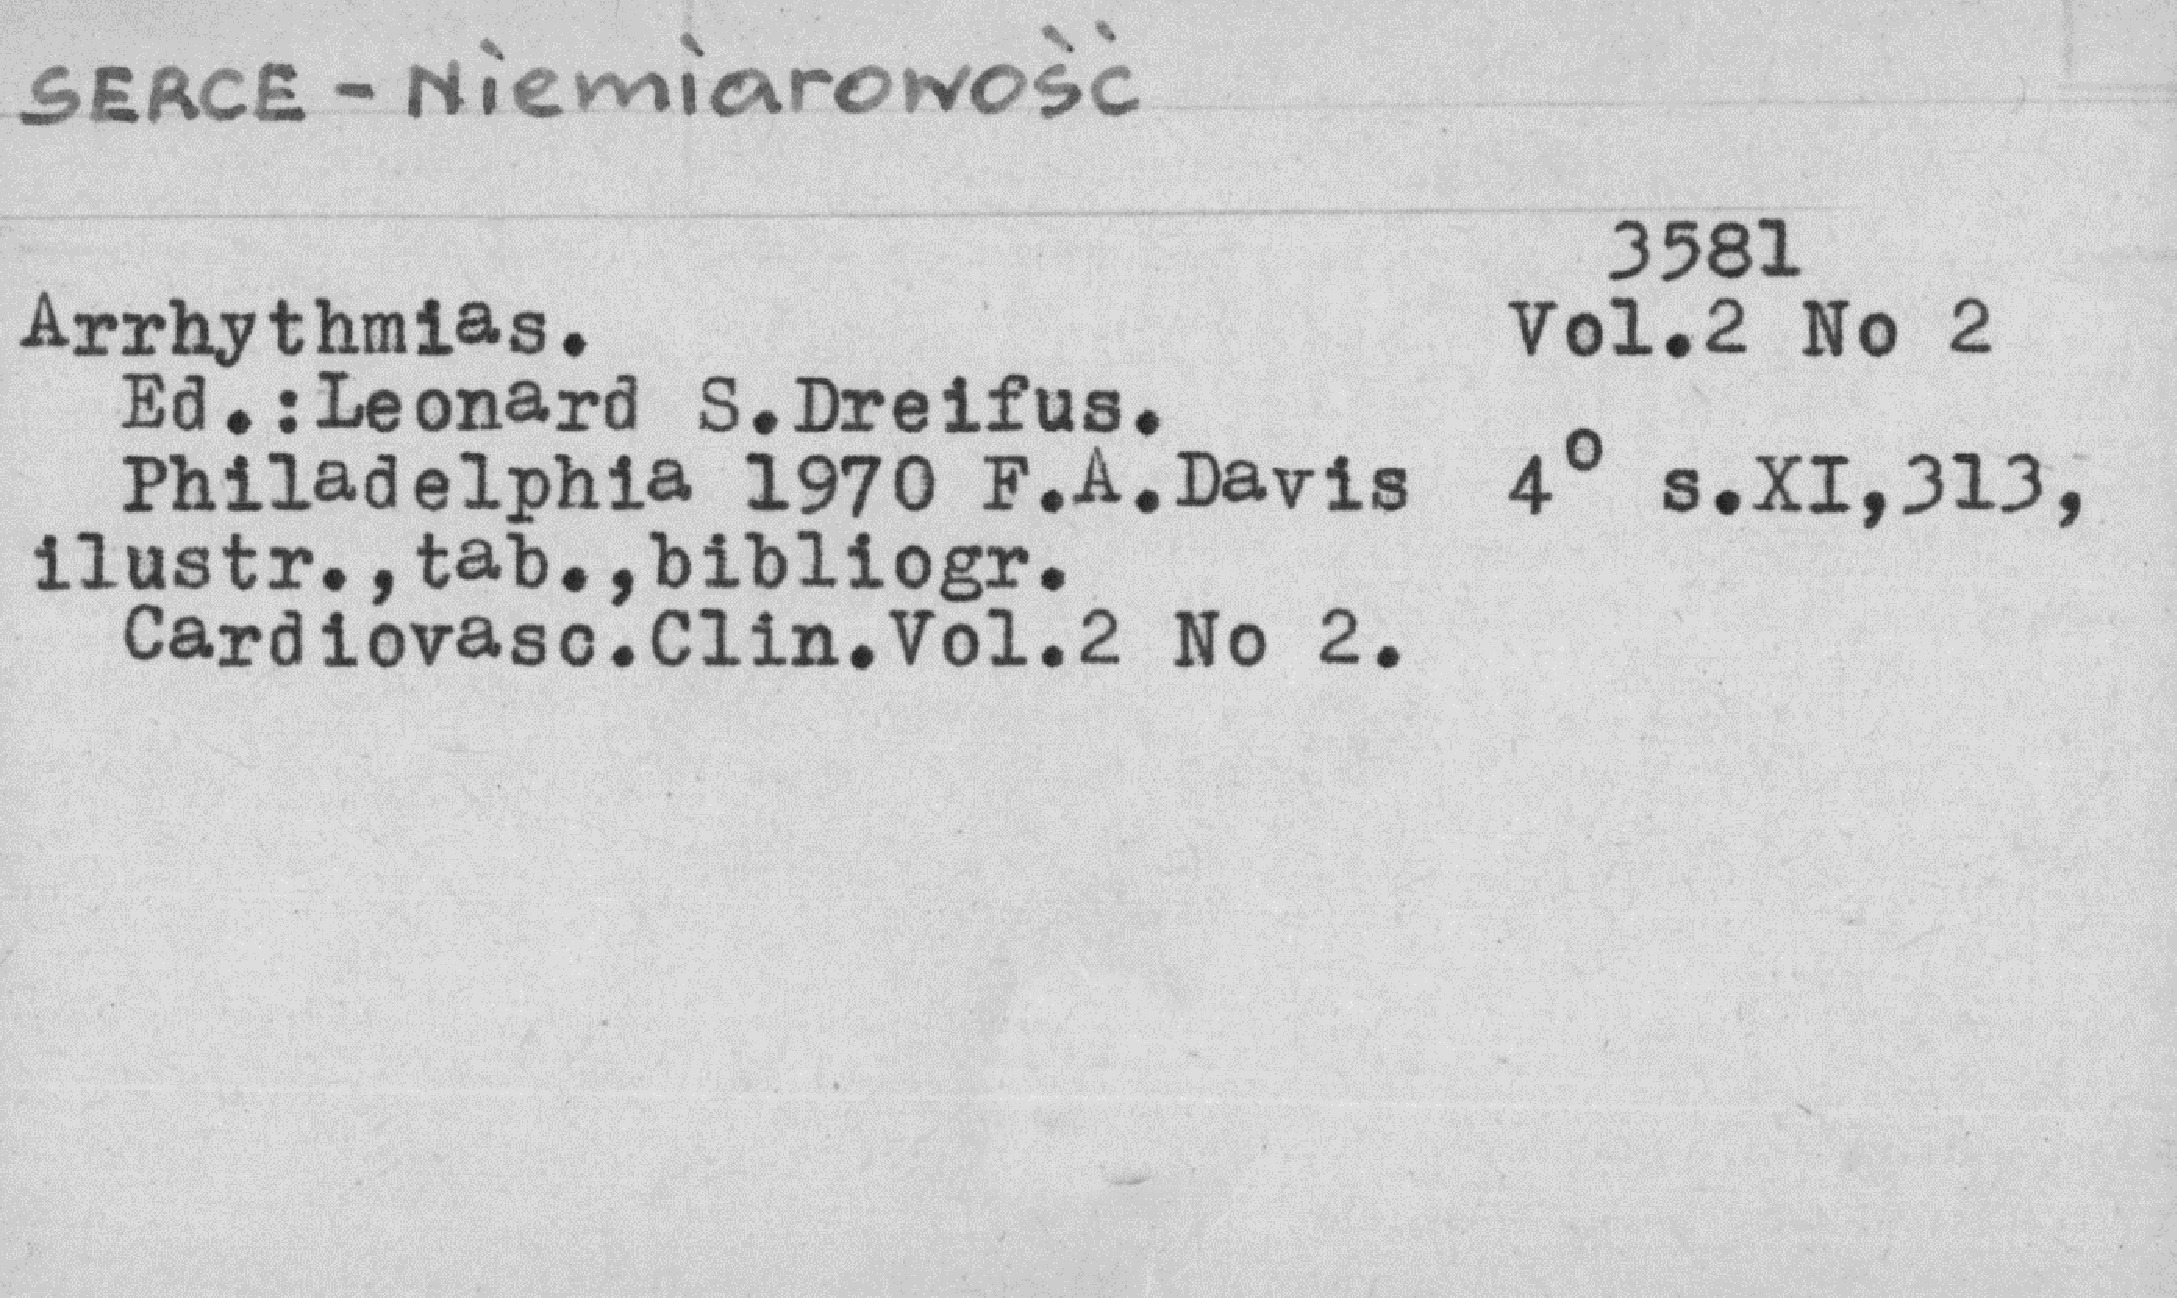 SERCE - Niemiarowość
3581
Arrhythmias. Vol.2 No 2
Ed.:Leonard S.Dreifus.
Philadelphia 1970 F.A.Davis 4º s.XI,313,
ilustr.,tab.,bibliogr.
Cardiovasc.Clin.Vol.2 No 2.